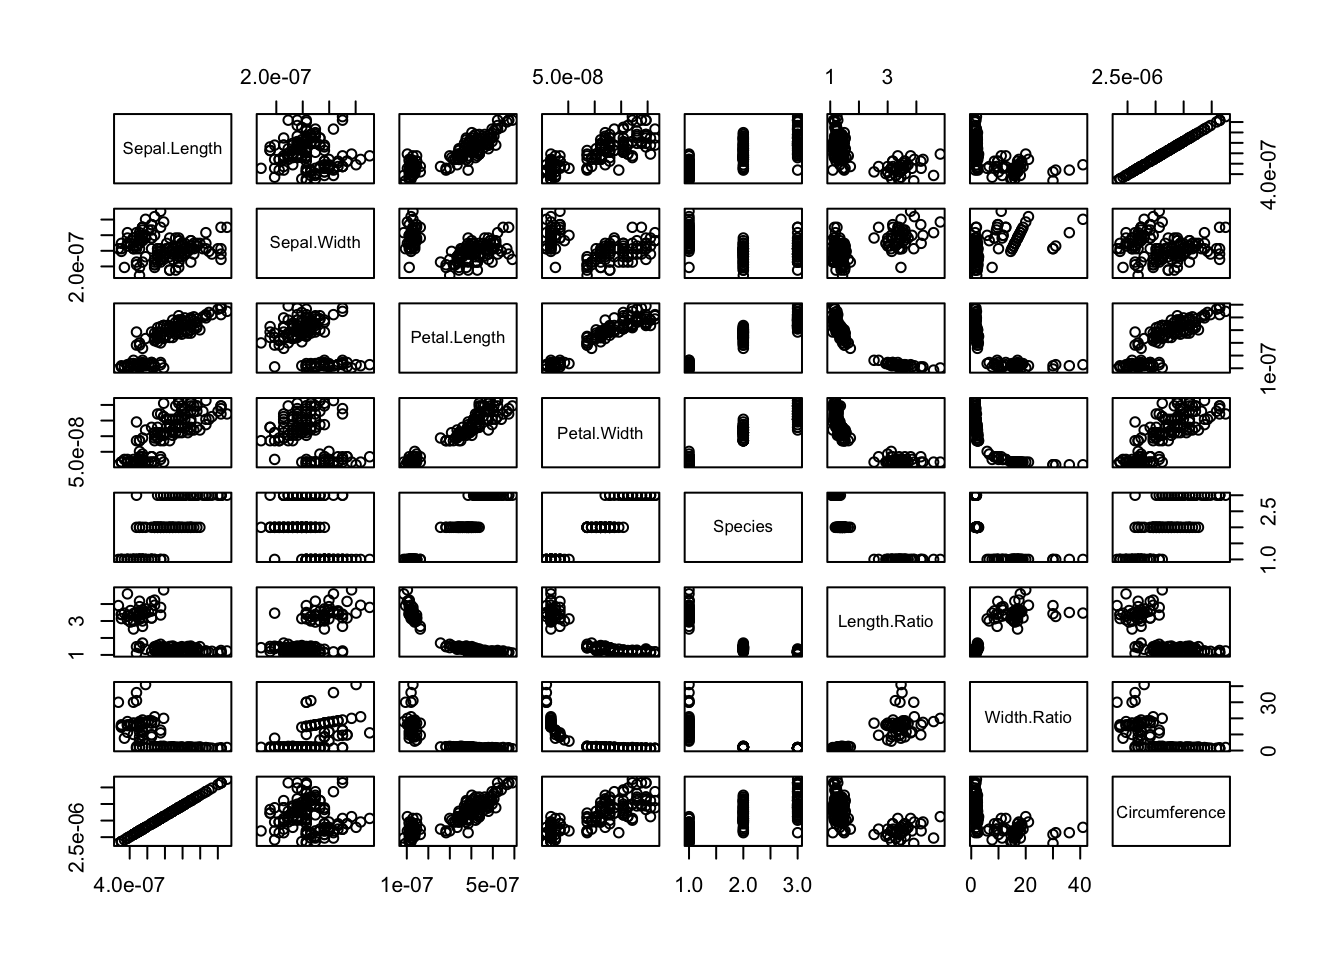 2.0e-07 5.0e-08 1 3 2.5e-06
Sepal.Length 4.0e-07
2.0e-07 Sepal.Width
Petal.Length 1e-07
5.0e-08 Petal.Width
Species 1.0 2.5
1 3 Length.Ratio
Width.Ratio 0 30
2.5e-06 Circumference
4.0e-07 1e-07 5e-07 1.0 2.0 3.0 0 20 40